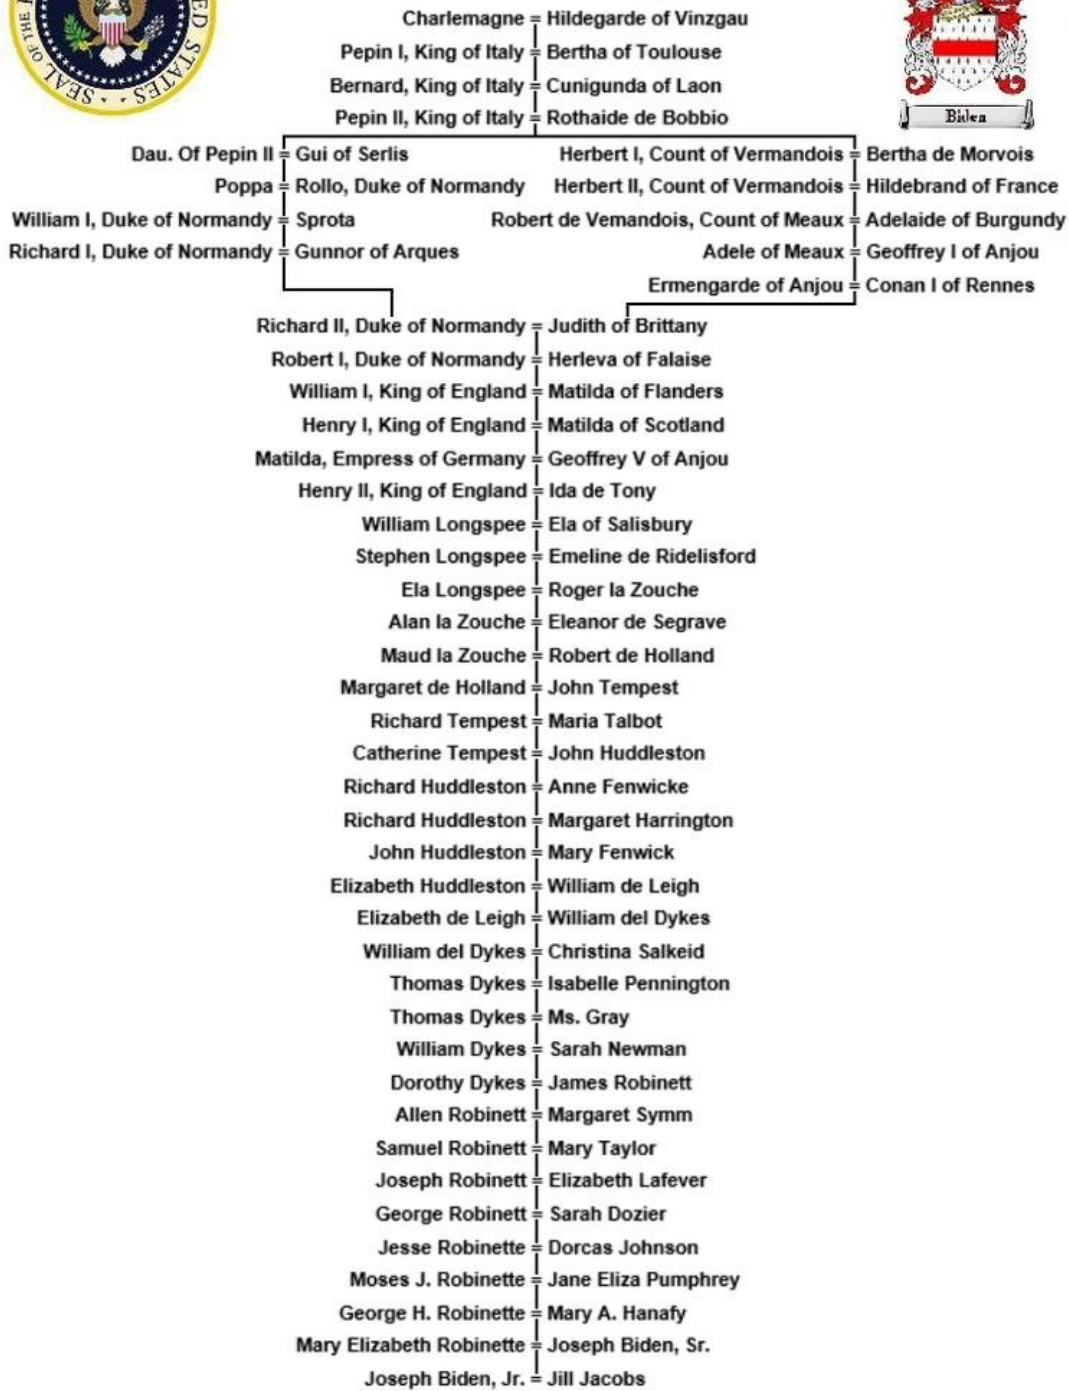 SEAL OF THE
ED STATES
Biden
Charlemagne = Hildegarde of Vinzgau
Pepin I, King of Italy = Bertha of Toulouse
Bernard, King of Italy = Cunigunda of Laon
Pepin II, King of Italy = Rothaide de Bobbio
Dau. Of Pepin II = Gui of Serlis
Herbert I, Count of Vermandois = Bertha de Morvois
Poppa = Rollo, Duke of Normandy
Herbert II, Count of Vermandois = Hildebrand of France
William I, Duke of Normandy = Sprota
Robert de Vemandois, Count of Meaux = Adelaide of Burgundy
Richard I, Duke of Normandy = Gunnor of Arques
Adele of Meaux = Geoffrey I of Anjou
Ermengarde of Anjou = Conan I of Rennes
Richard II, Duke of Normandy = Judith of Brittany
Robert I, Duke of Normandy = Herleva of Falaise
William I, King of England = Matilda of Flanders
Henry I, King of England = Matilda of Scotland
Matilda, Empress of Germany = Geoffrey V of Anjou
Henry II, King of England = Ida de Tony
William Longspee = Ela of Salisbury
Stephen Longspee = Emeline de Ridelisford
Ela Longspee = Roger la Zouche
Alan la Zouche = Eleanor de Segrave
Maud la Zouche = Robert de Holland
Margaret de Holland = John Tempest
Richard Tempest = Maria Talbot
Catherine Tempest = John Huddleston
Richard Huddleston = Anne Fenwicke
Richard Huddleston = Margaret Harrington
John Huddleston = Mary Fenwick
Elizabeth Huddleston = William de Leigh
Elizabeth de Leigh = William del Dykes
William del Dykes = Christina Salkeid
Thomas Dykes = Isabelle Pennington
Thomas Dykes = Ms. Gray
William Dykes = Sarah Newman
Dorothy Dykes = James Robinett
Allen Robinett = Margaret Symm
Samuel Robinett = Mary Taylor
Joseph Robinett = Elizabeth Lafever
George Robinett = Sarah Dozier
Jesse Robinette = Dorcas Johnson
Moses J. Robinette = Jane Eliza Pumphrey
George H. Robinette = Mary A. Hanafy
Mary Elizabeth Robinette = Joseph Biden, Sr.
Joseph Biden, Jr. = Jill Jacobs